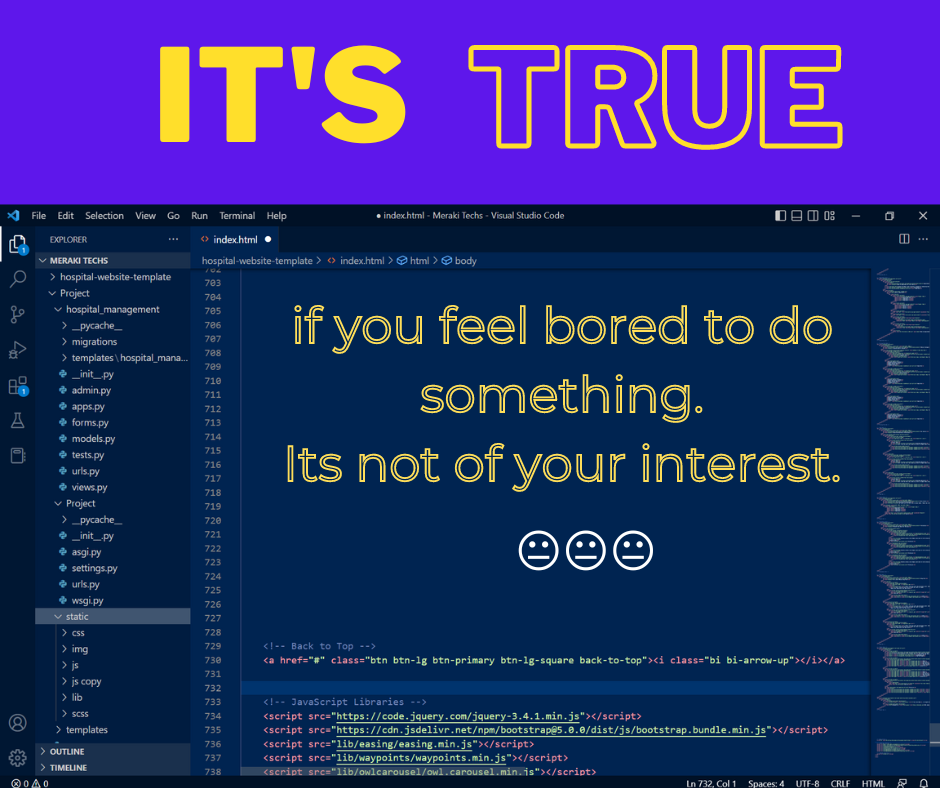 IT'S TRUE
File Edit Selection View Go Run Terminal Help
● index.html - Meraki Techs - Visual Studio Code
EXPLORER ···
<> index.html ●
···
MERAKI TECHS
hospital-website-template > <> index.html > html > body
hospital-website-template
Project
hospital_management
__pycache__
migrations
templates \ hospital_mana...
__init__.py
admin.py
apps.py
forms.py
models.py
tests.py
urls.py
views.py
Project
__pycache__
__init__.py
asgi.py
settings.py
urls.py
wsgi.py
static
css
img
js
js copy
lib
scss
templates
OUTLINE
TIMELINE
1
1
702
703
704
705
706
707
708
709
710
711
712
713
714
715
716
717
718
719
720
721
722
723
724
725
726
727
728
if you feel bored to do
something.
Its not of your interest.
729 <!-- Back to Top -->
730 <a href="#" class="btn btn-lg btn-primary btn-lg-square back-to-top"><i class="bi bi-arrow-up"></i></a>
731
732
733 <!-- JavaScript Libraries -->
734 <script src="https://code.jquery.com/jquery-3.4.1.min.js"></script>
735 <script src="https://cdn.jsdelivr.net/npm/bootstrap@5.0.0/dist/js/bootstrap.bundle.min.js"></script>
736 <script src="lib/easing/easing.min.js"></script>
737 <script src="lib/waypoints/waypoints.min.js"></script>
738 <script src="lib/owlcarousel/owl.carousel.min.js"></script>
0 0
Ln 732, Col 1 Spaces: 4 UTF-8 CRLF HTML